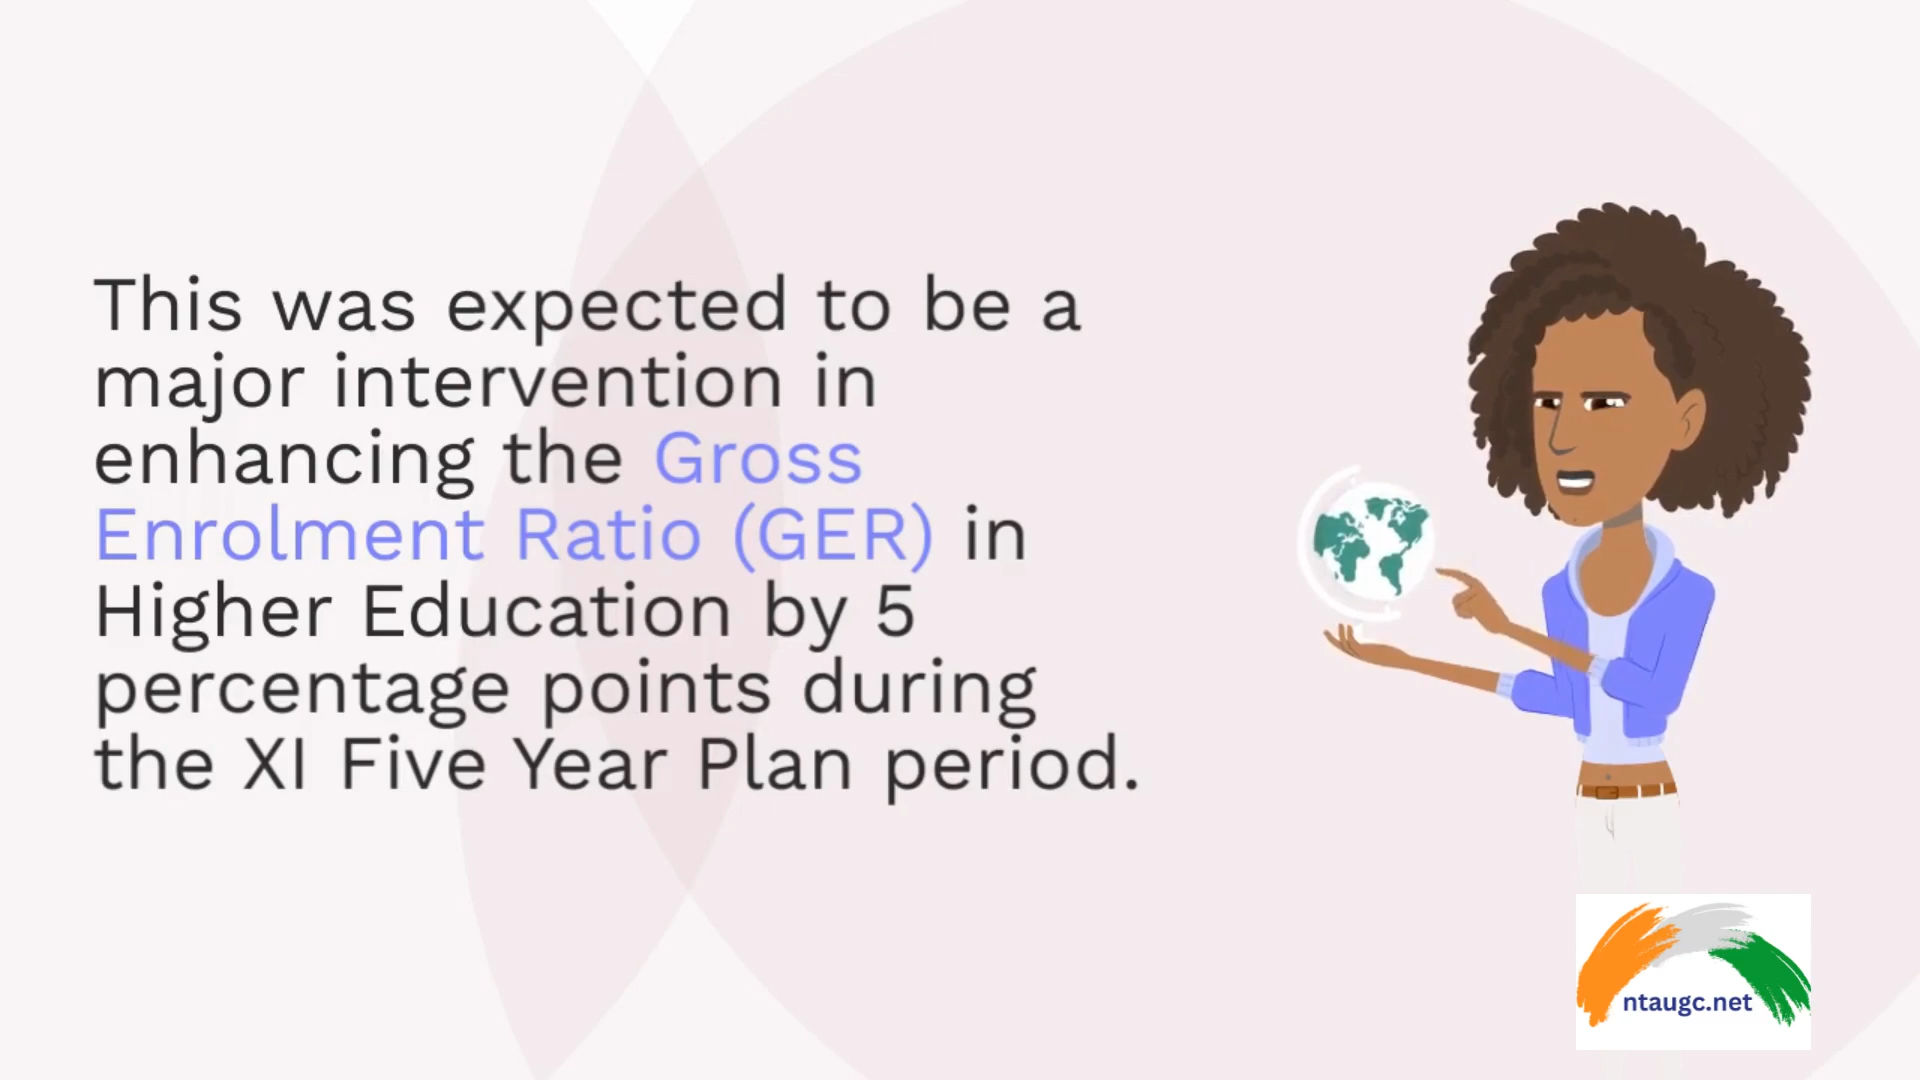 This was expected to be a
major intervention in
enhancing the Gross
Enrolment Ratio (GER) in
Higher Education by 5
percentage points during
the XI Five Year Plan period.
ntaugc.net